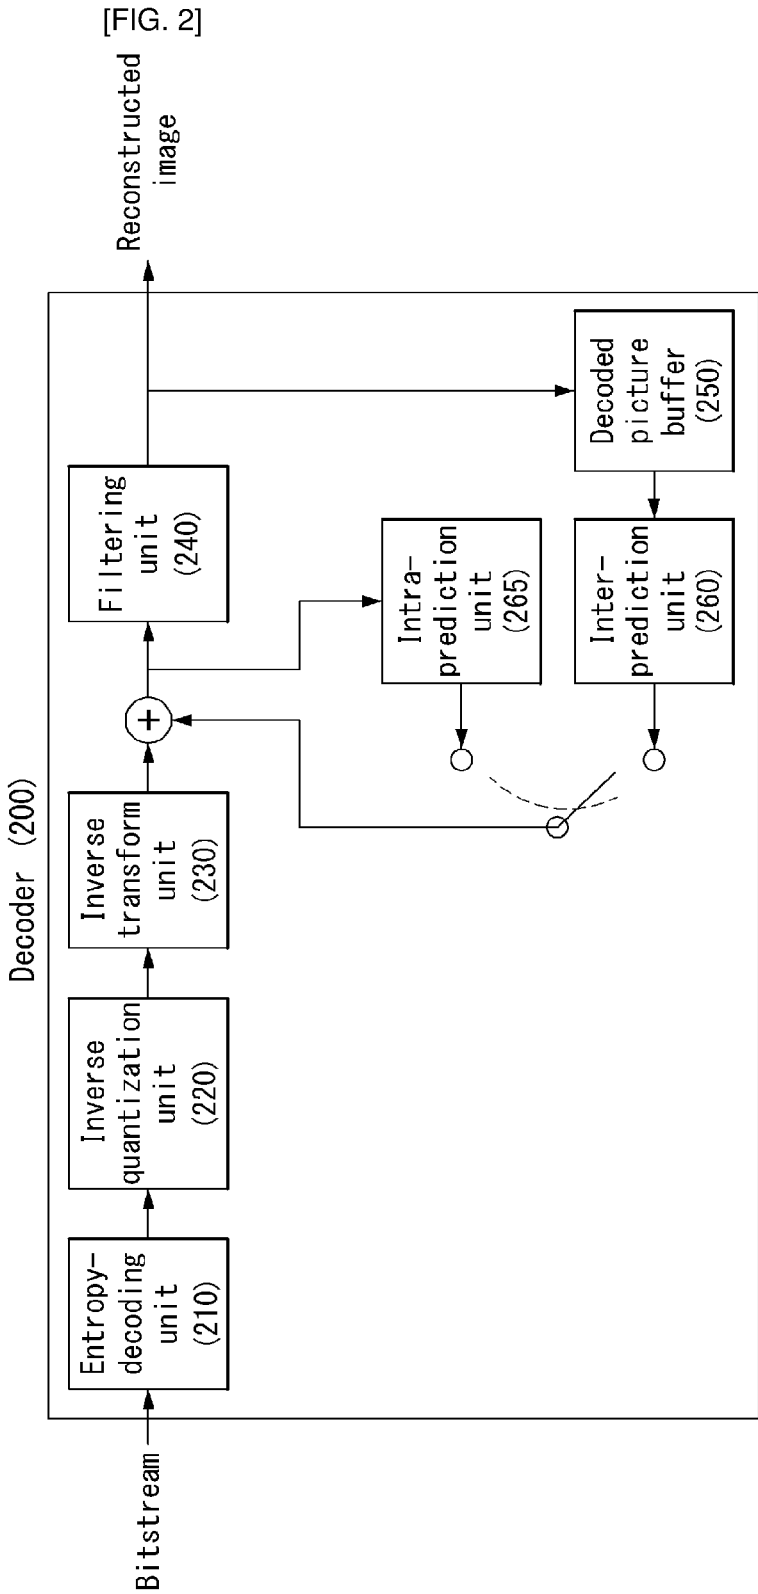 [FIG. 2]
Decoder (200)
Bitstream
Entropy-
decoding
unit
(210)
Inverse
quantization
unit
(220)
Inverse
transform
unit
(230)
+
Filtering
unit
(240)
Reconstructed
image
Intra-
prediction
unit
(265)
Inter-
prediction
unit
(260)
Decoded
picture
buffer
(250)